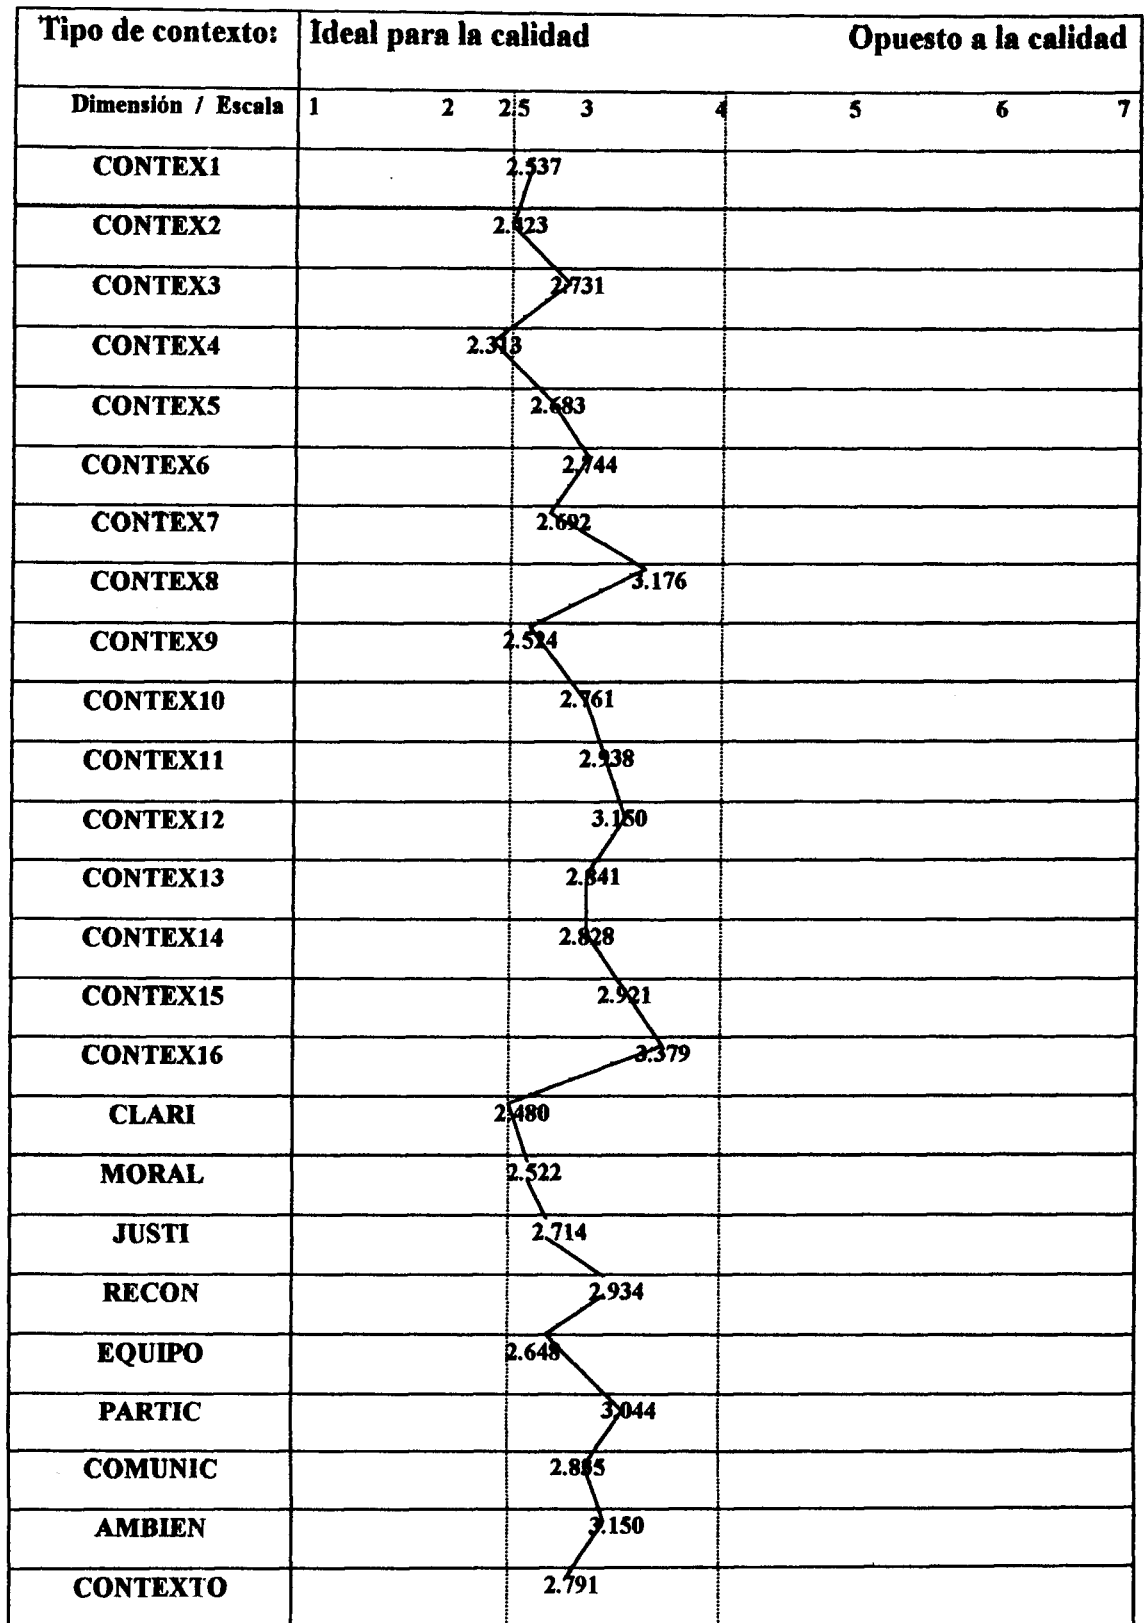 Tipo de contexto: Ideal para la calidad Opuesto a la calidad
Dimensión / Escala 1 2 2.5 3 4 5 6 7
CONTEX1 2.537
CONTEX2 2.423
CONTEX3 2.731
CONTEX4 2.313
CONTEX5 2.683
CONTEX6 2.744
CONTEX7 2.692
CONTEX8 3.176
CONTEX9 2.524
CONTEX10 2.761
CONTEX11 2.938
CONTEX12 3.150
CONTEX13 2.841
CONTEX14 2.828
CONTEX15 2.921
CONTEX16 3.379
CLARI 2.480
MORAL 2.522
JUSTI 2.714
RECON 2.934
EQUIPO 2.648
PARTIC 3.044
COMUNIC 2.835
AMBIEN 3.150
CONTEXTO 2.791